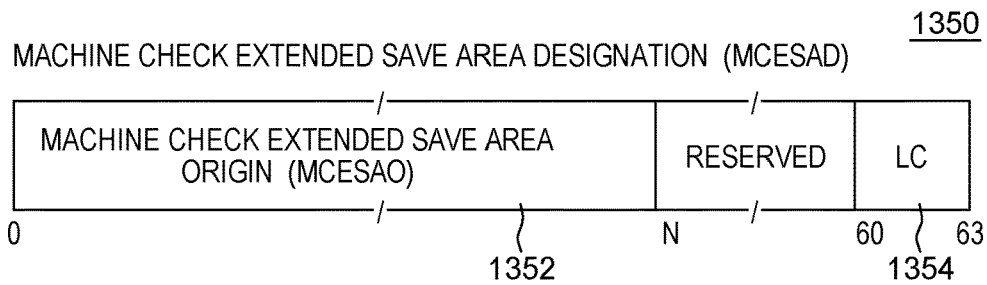 1350
MACHINE CHECK EXTENDED SAVE AREA DESIGNATION (MCESAD)
MACHINE CHECK EXTENDED SAVE AREA
ORIGIN (MCESAO)
RESERVED
LC
0
N
60
63
1352
1354